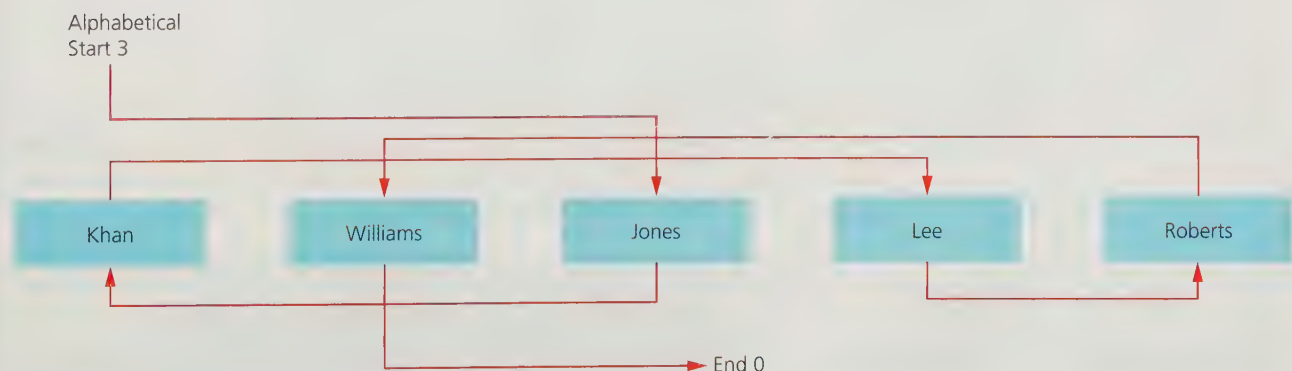 Alphabetical
Start 3
Khan
Williams
Jones
Lee
Roberts
End 0